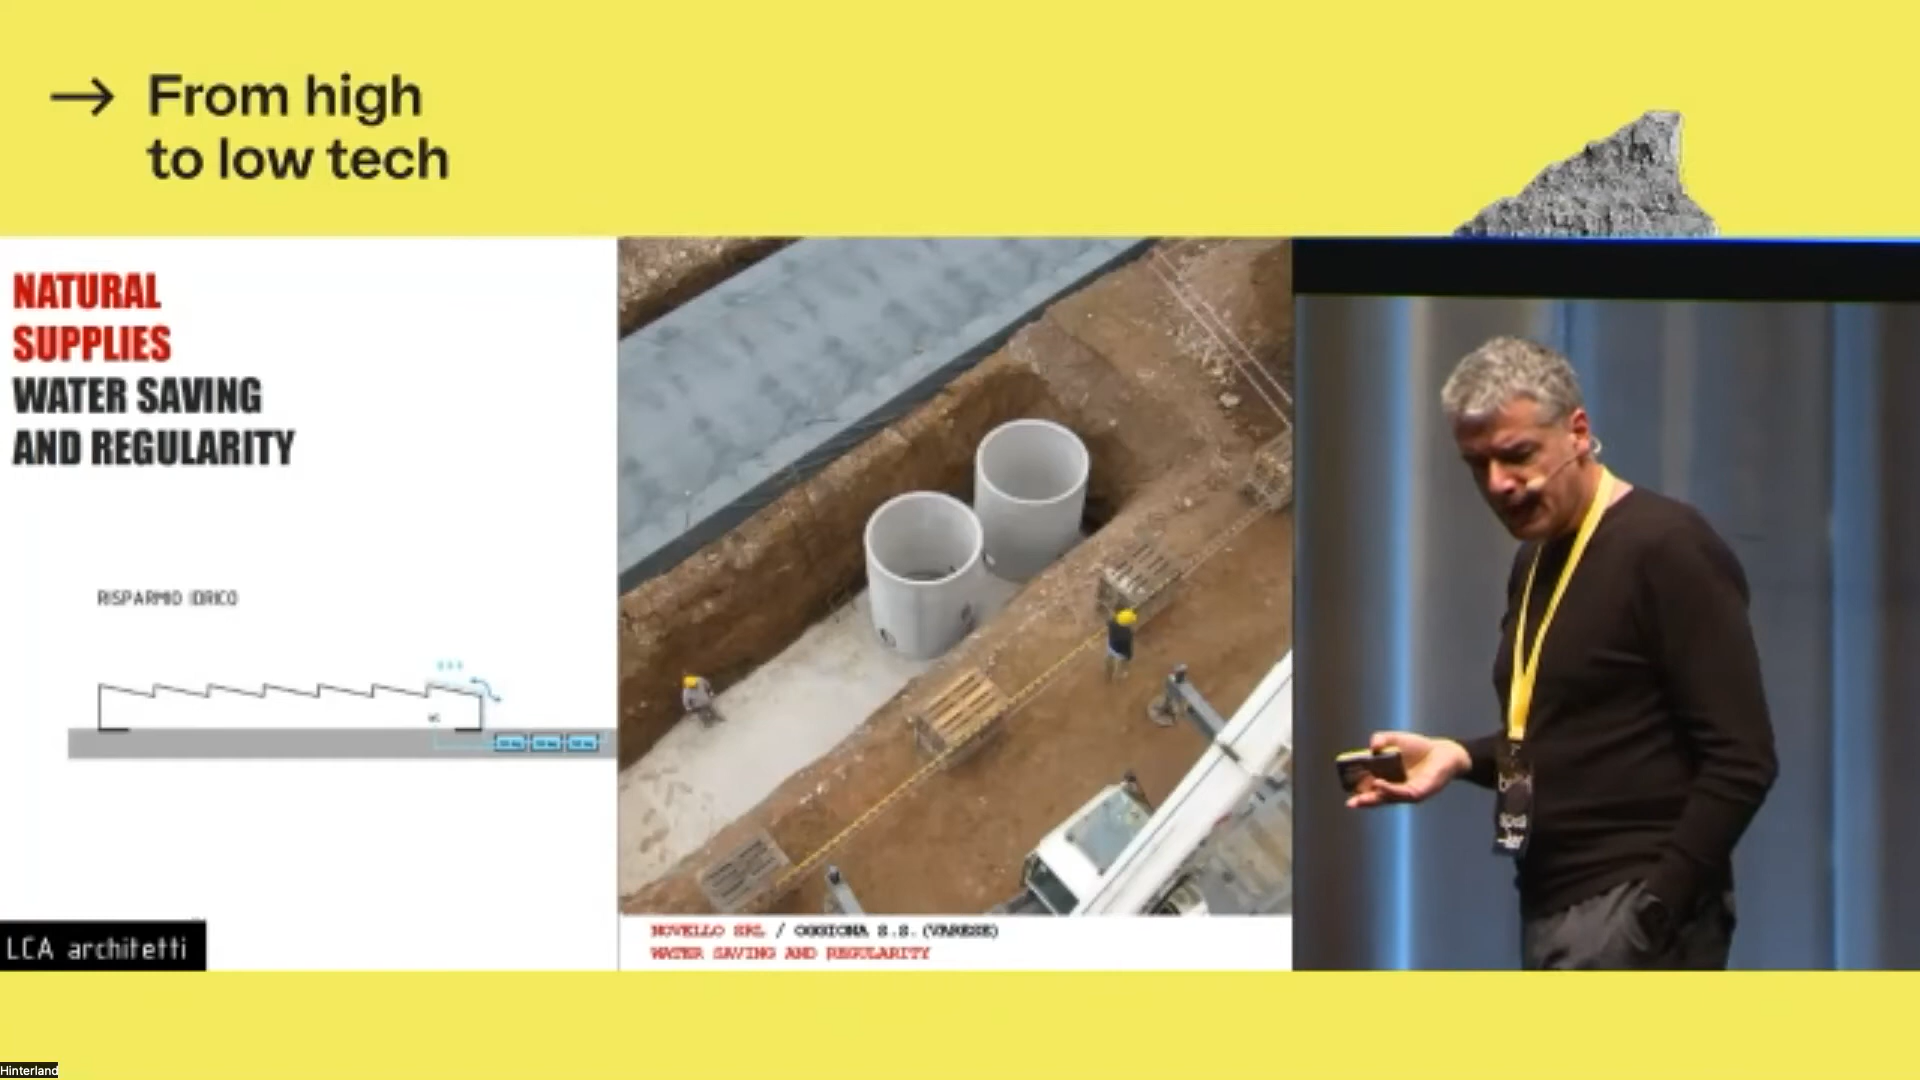 → From high
to low tech
NATURAL
SUPPLIES
WATER SAVING
AND REGULARITY
RISPARMIO IDRICO
WC
LCA architetti
NOVELLO SRL / OGGIONA S.S. (VARESE)
WATER SAVING AND REGULARITY
Hinterland